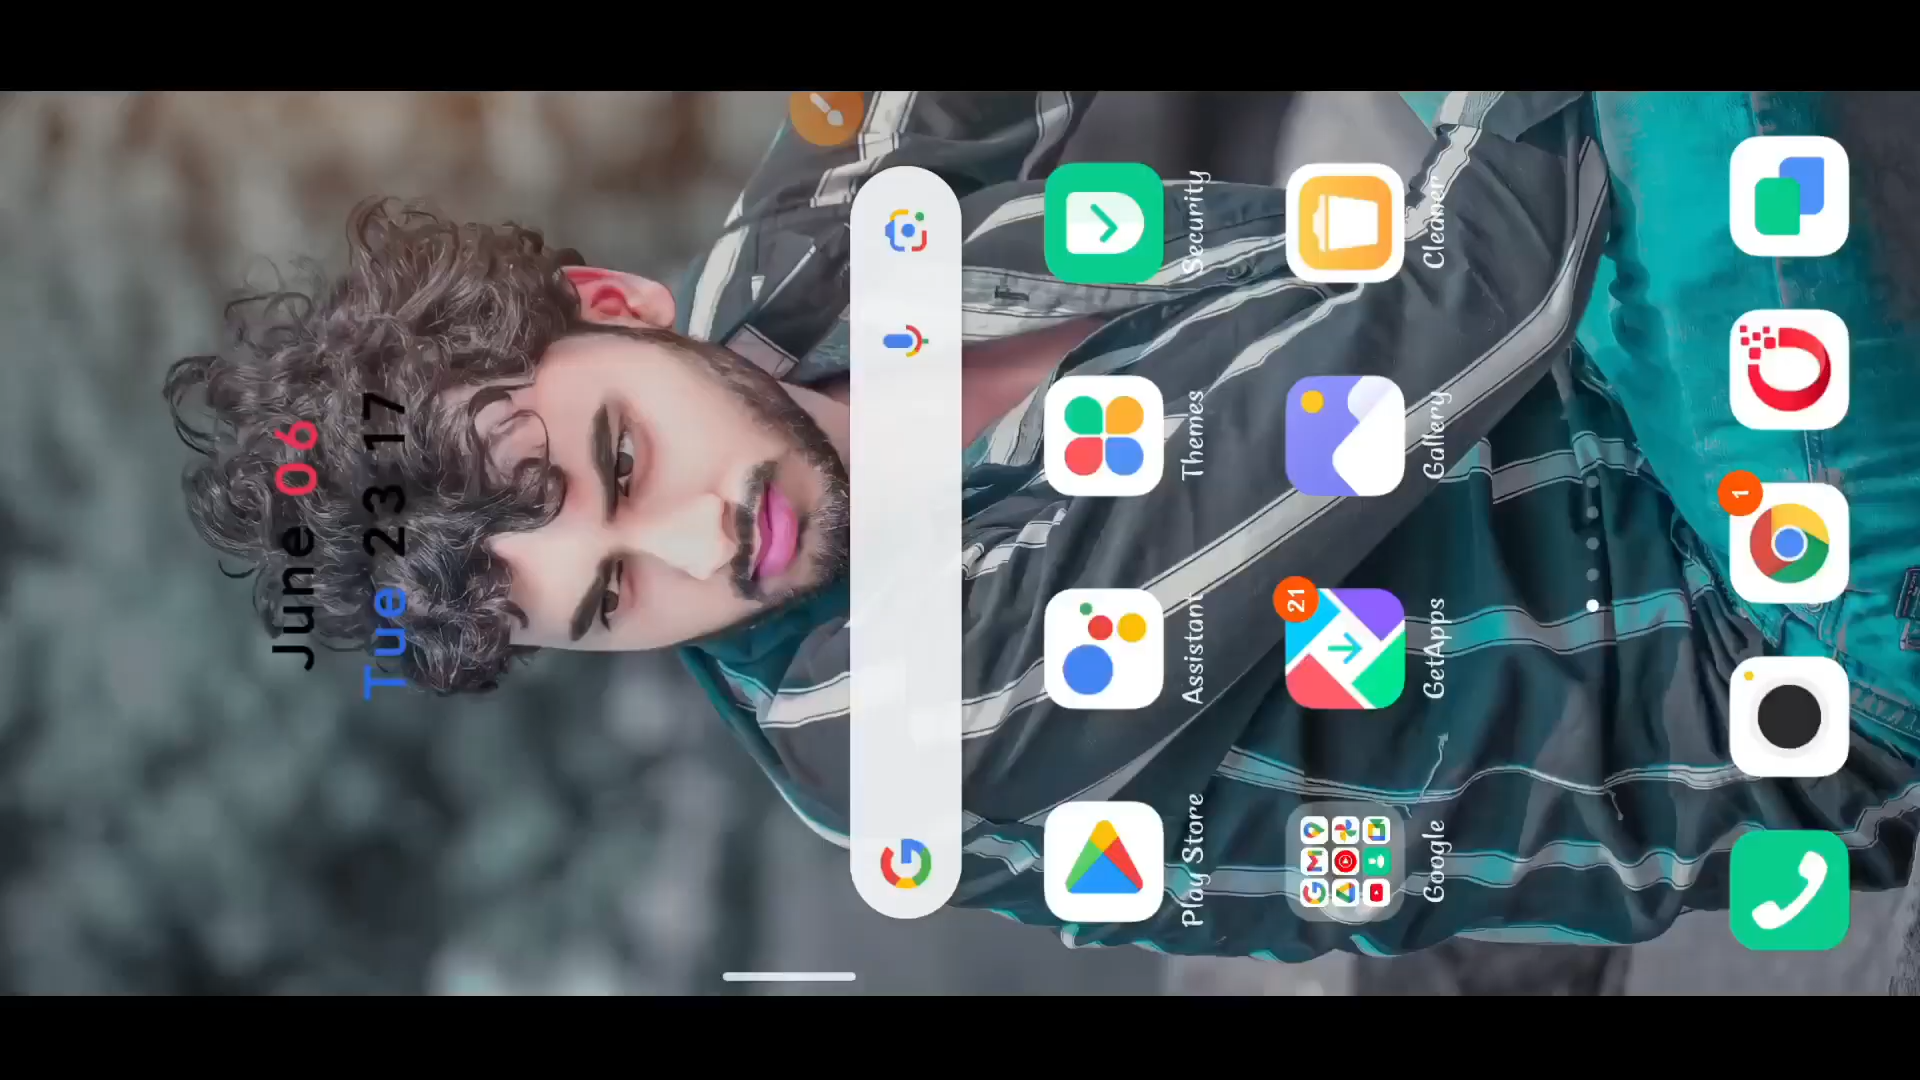 June 06
Tue 23 17
Play Store
Assistant
Themes
Security
Google
GetApps
21
Gallery
Cleaner
1